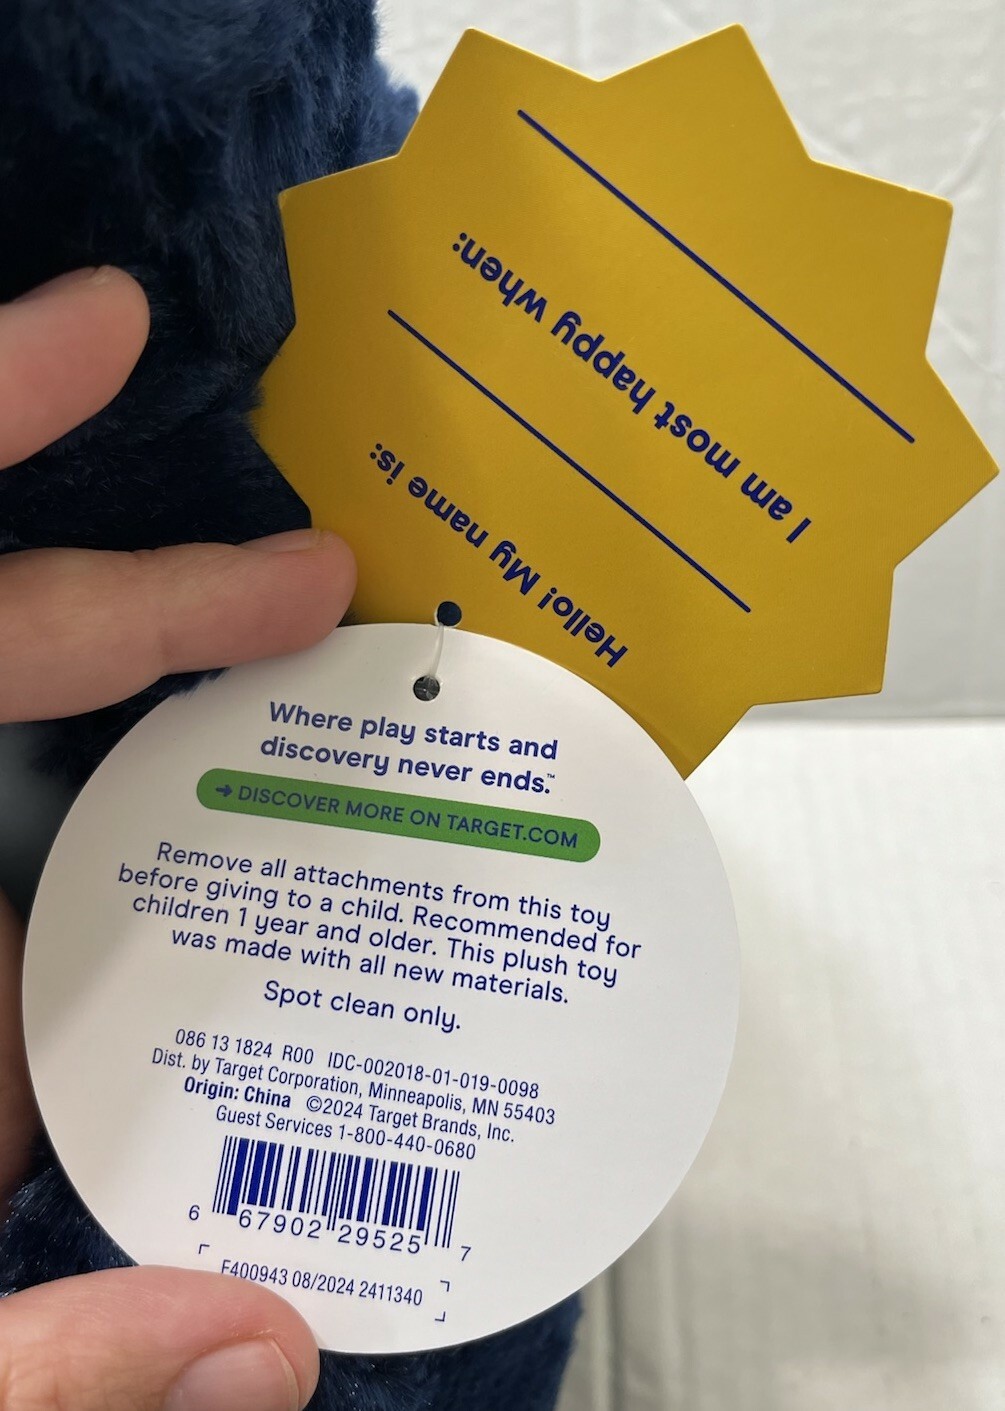 Hello! My name is:
I am most happy when:
Where play starts and
discovery never ends.™
→ DISCOVER MORE ON TARGET.COM
Remove all attachments from this toy
before giving to a child. Recommended for
children 1 year and older. This plush toy
was made with all new materials.
Spot clean only.
086 13 1824 R00 IDC-002018-01-019-0098
Dist. by Target Corporation, Minneapolis, MN 55403
Origin: China ©2024 Target Brands, Inc.
Guest Services 1-800-440-0680
6 67902 29525 7
F400943 08/2024 2411340